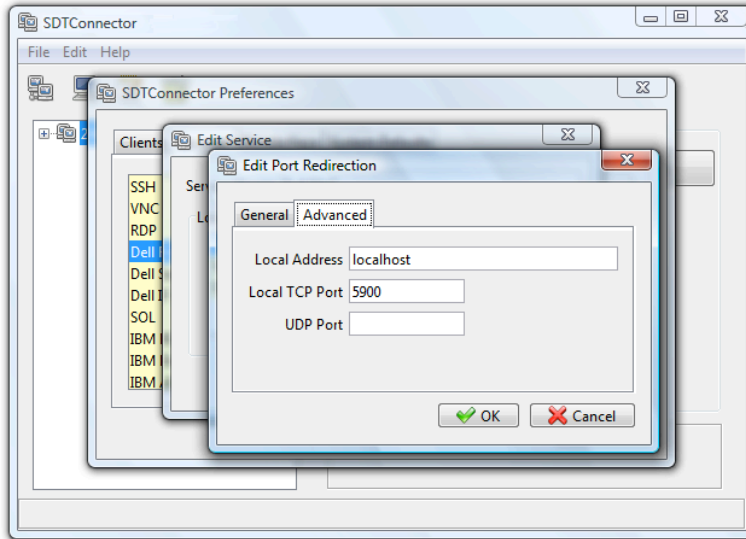 SDTConnector
File Edit Help
SDTConnector Preferences
Clients
Edit Service
Edit Port Redirection
SSH
VNC
RDP
Dell
Dell
Dell
SOL
IBM
IBM
IBM
General Advanced
Local Address localhost
Local TCP Port 5900
UDP Port
OK Cancel